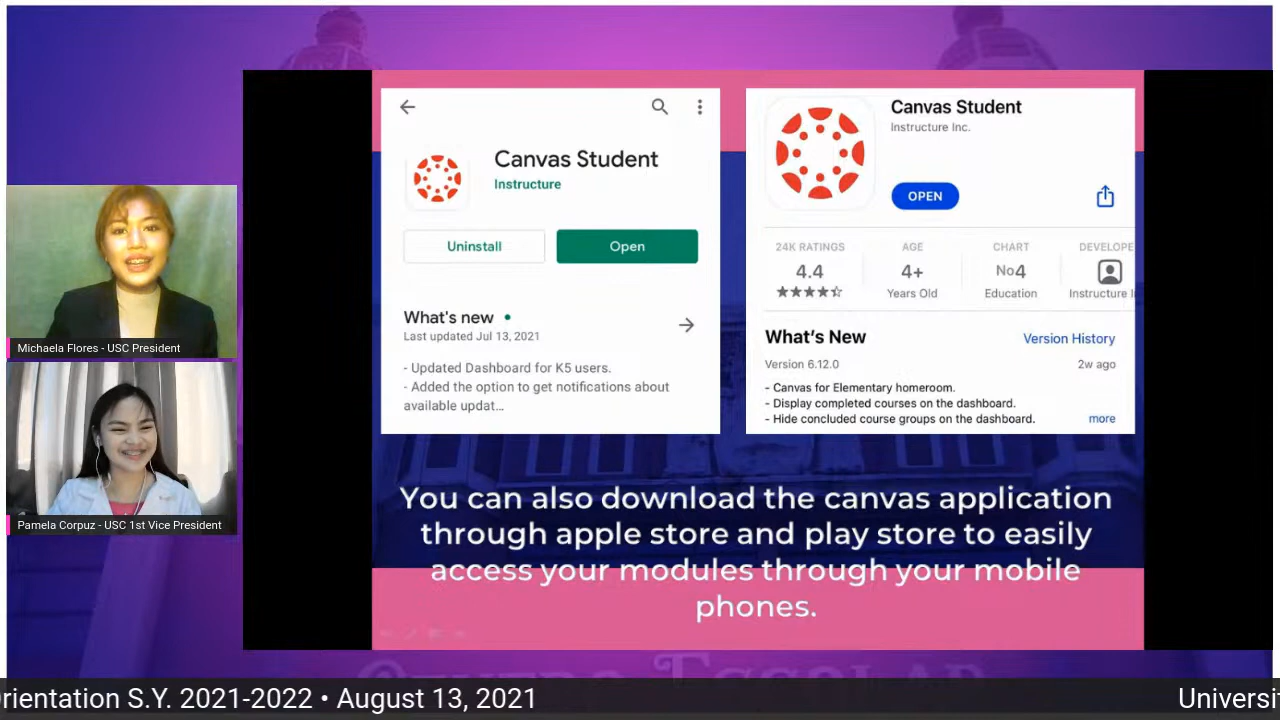 Canvas Student
Instructure
Uninstall
Open
What's new
Last updated Jul 13, 2021
- Updated Dashboard for K5 users.
- Added the option to get notifications about
available updat...
Canvas Student
Instructure Inc.
OPEN
24K RATINGS
4.4
AGE
4+
Years Old
CHART
No4
Education
DEVELOPE
Instructure I
What's New
Version History
Version 6.12.0
2w ago
- Canvas for Elementary homeroom.
- Display completed courses on the dashboard.
- Hide concluded course groups on the dashboard.
more
Michaela Flores - USC President
Pamela Corpuz - USC 1st Vice President
You can also download the canvas application
through apple store and play store to easily
access your modules through your mobile
phones.
rientation S.Y. 2021-2022 • August 13, 2021
Universi